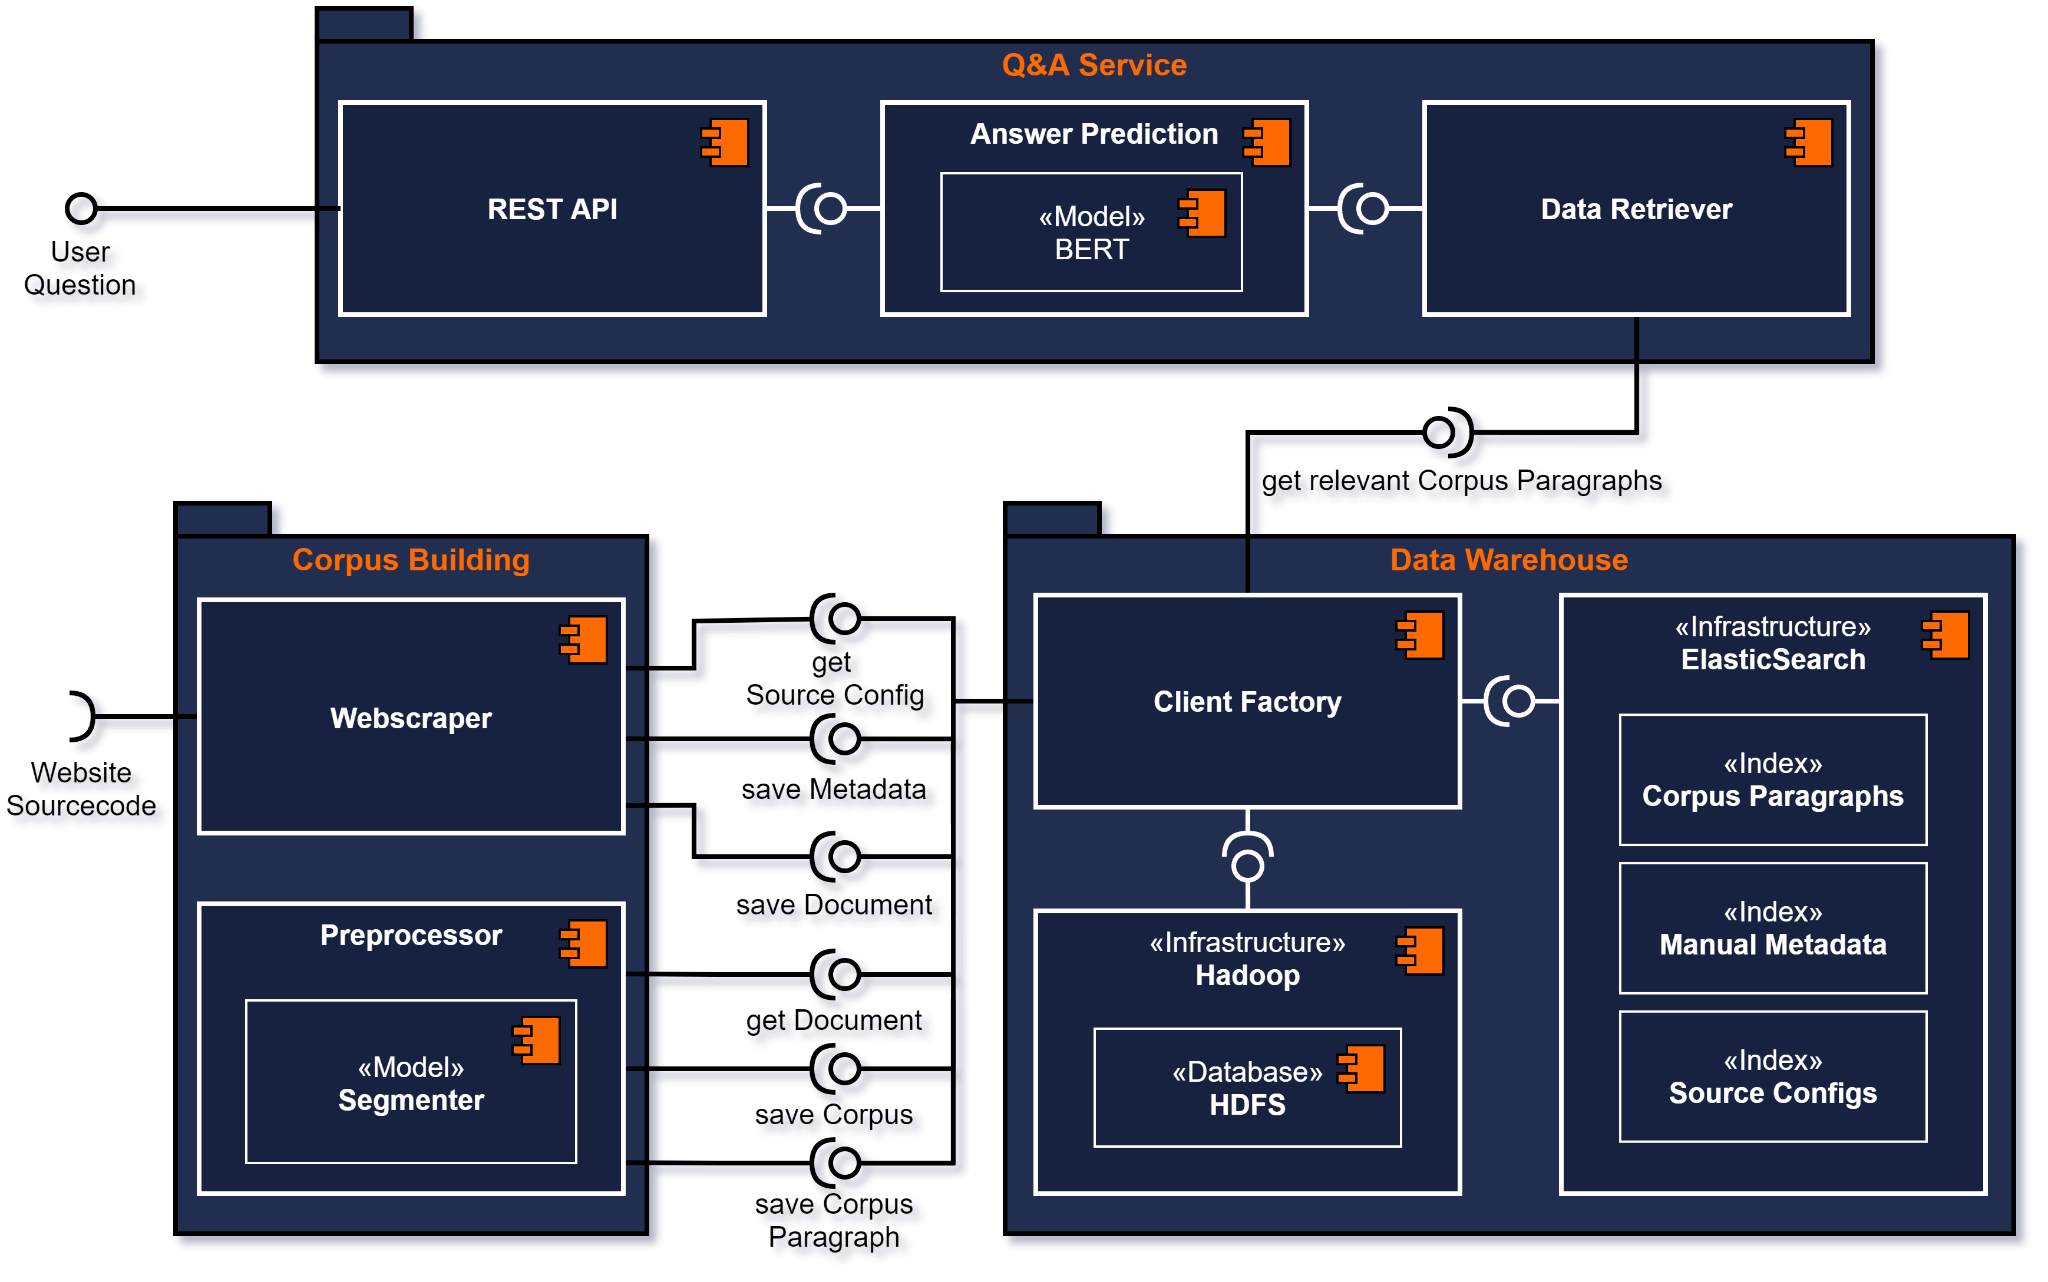 Q&A Service
REST API
Answer Prediction
«Model»
BERT
Data Retriever
User
Question
get relevant Corpus Paragraphs
Corpus Building
Webscraper
Website
Sourcecode
Preprocessor
«Model»
Segmenter
get
Source Config
save Metadata
save Document
get Document
save Corpus
save Corpus
Paragraph
Data Warehouse
Client Factory
«Infrastructure»
Hadoop
«Database»
HDFS
«Infrastructure»
ElasticSearch
«Index»
Corpus Paragraphs
«Index»
Manual Metadata
«Index»
Source Configs